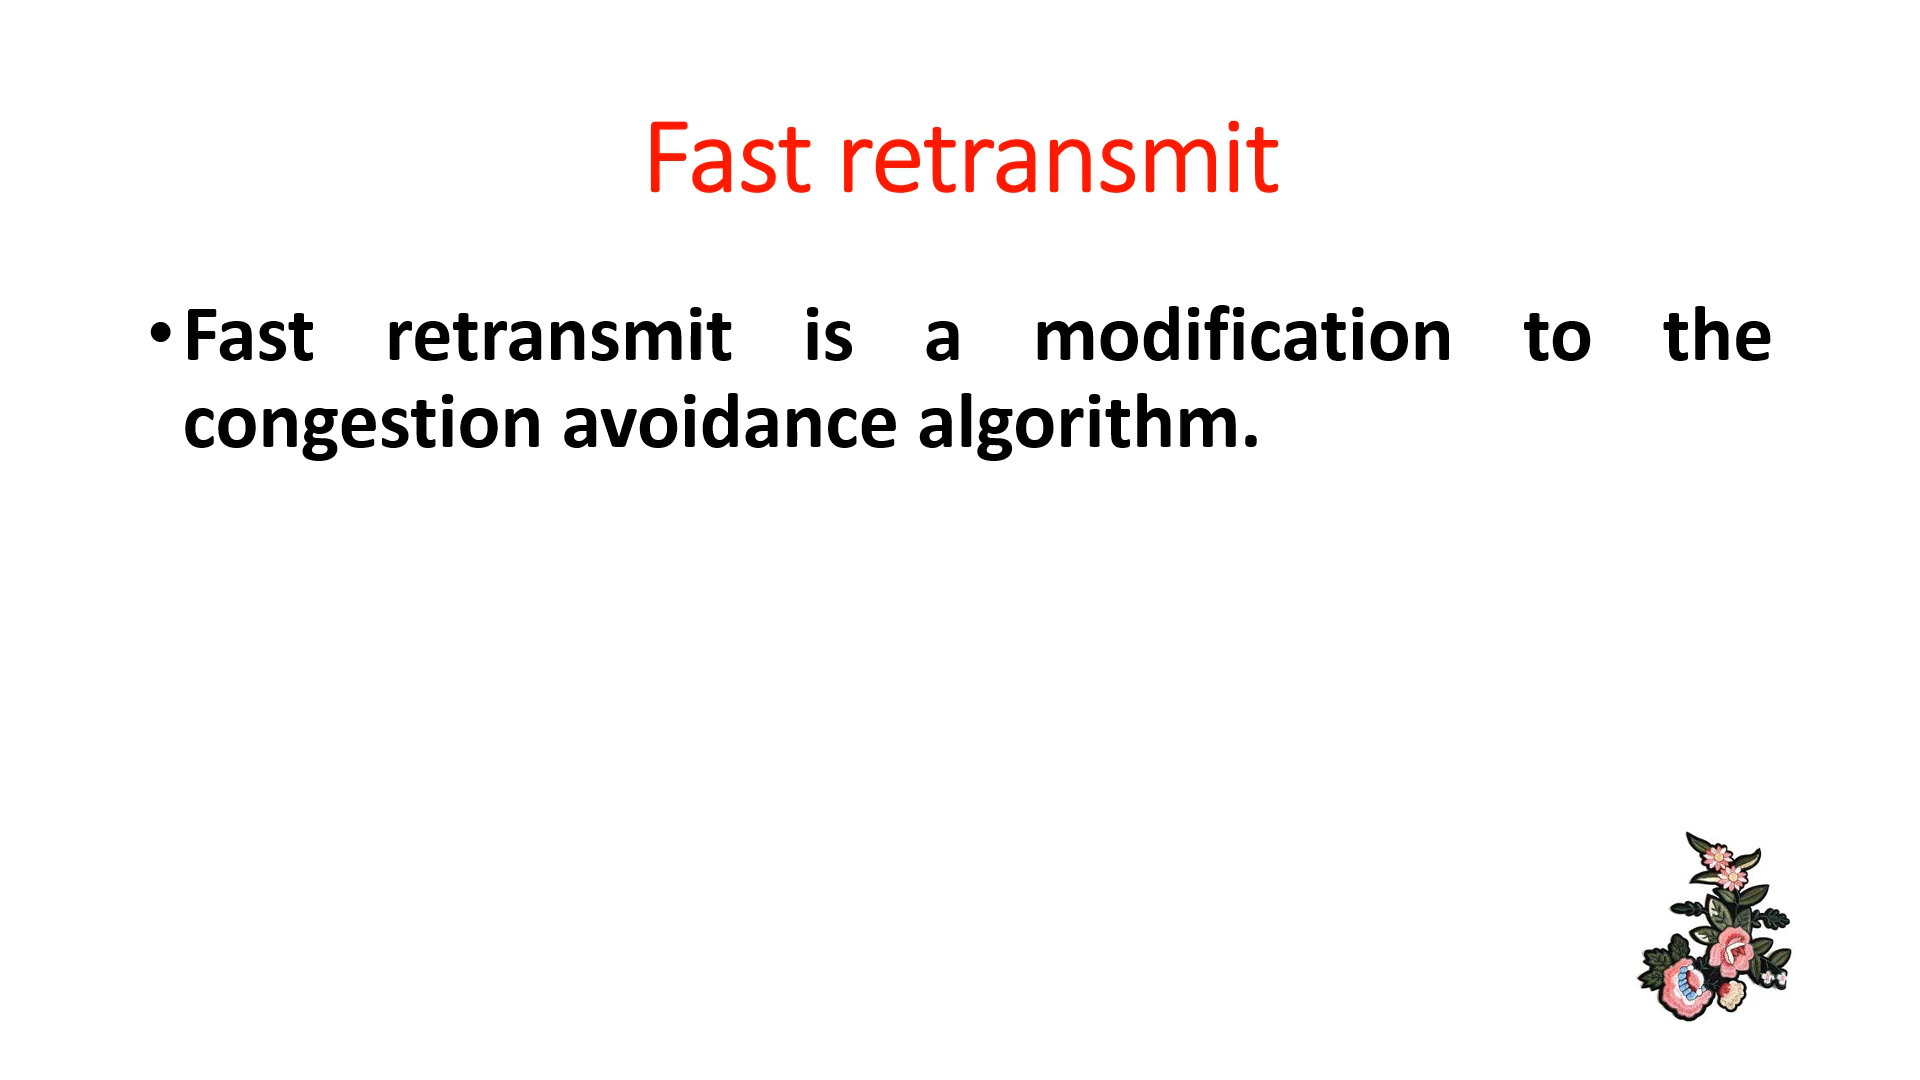 Fast retransmit
•Fast retransmit is a modification to the
congestion avoidance algorithm.